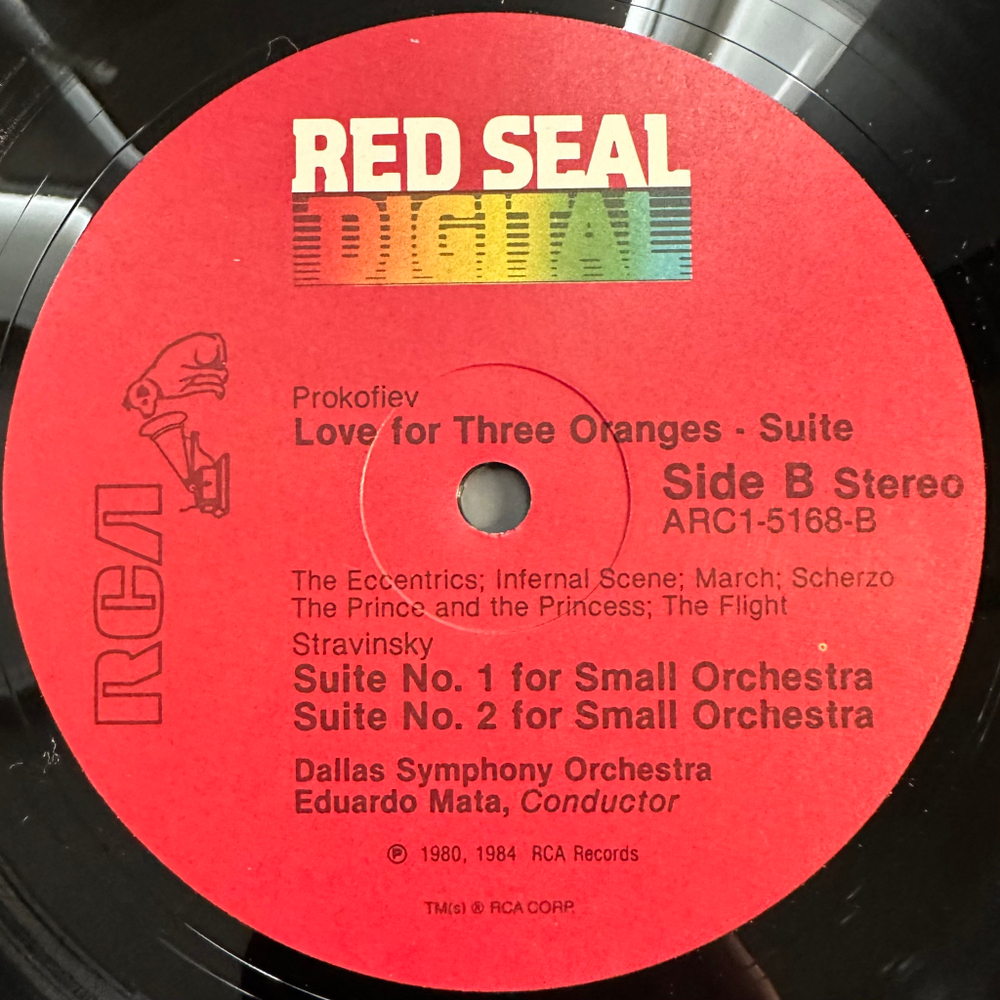 RED SEAL
DIGITAL
RCA
Prokofiev
Love for Three Oranges - Suite
Side B Stereo
ARC1-5168-B
The Eccentrics; Infernal Scene; March; Scherzo
The Prince and the Princess; The Flight
Stravinsky
Suite No. 1 for Small Orchestra
Suite No. 2 for Small Orchestra
Dallas Symphony Orchestra
Eduardo Mata, Conductor
℗ 1980, 1984 RCA Records
TM(s) ® RCA CORP.